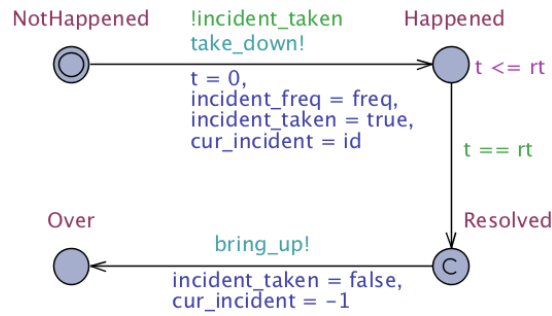 NotHappened
!incident_taken
Happened
take_down!
t <= rt
t = 0,
incident_freq = freq,
incident_taken = true,
cur_incident = id
t == rt
Over
Resolved
bring_up!
C
incident_taken = false,
cur_incident = -1